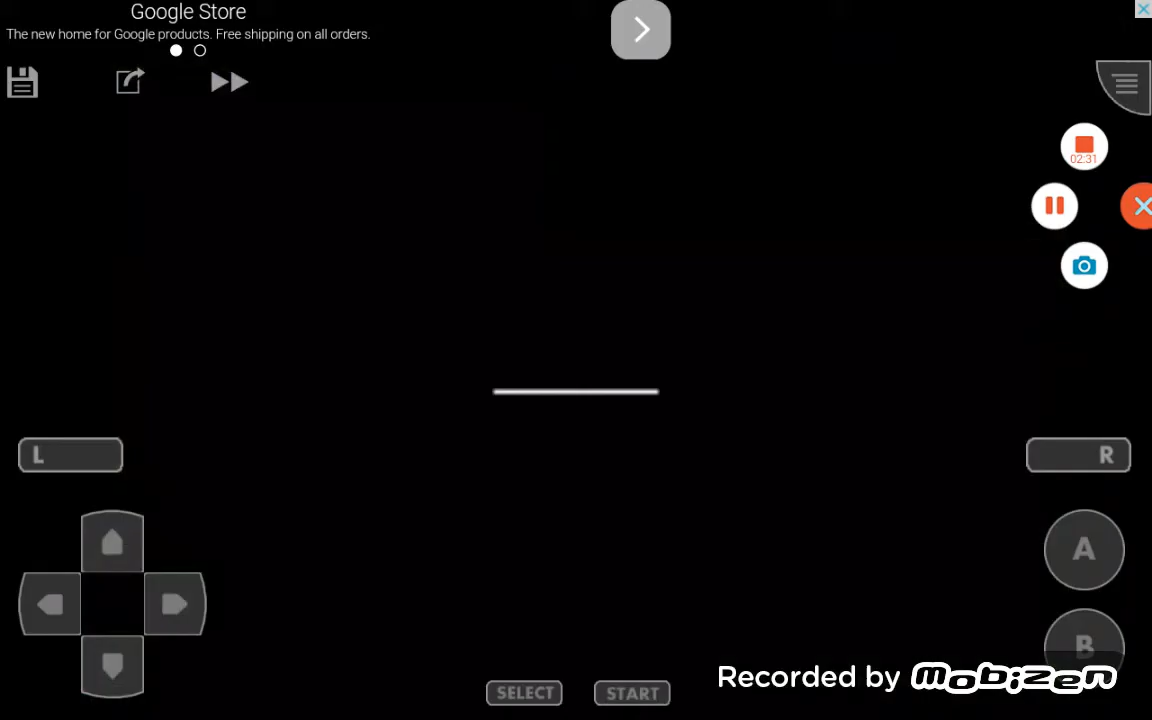 Google Store
The new home for Google products. Free shipping on all orders.
02:31
L
R
A
B
SELECT
START
Recorded by Mobizen